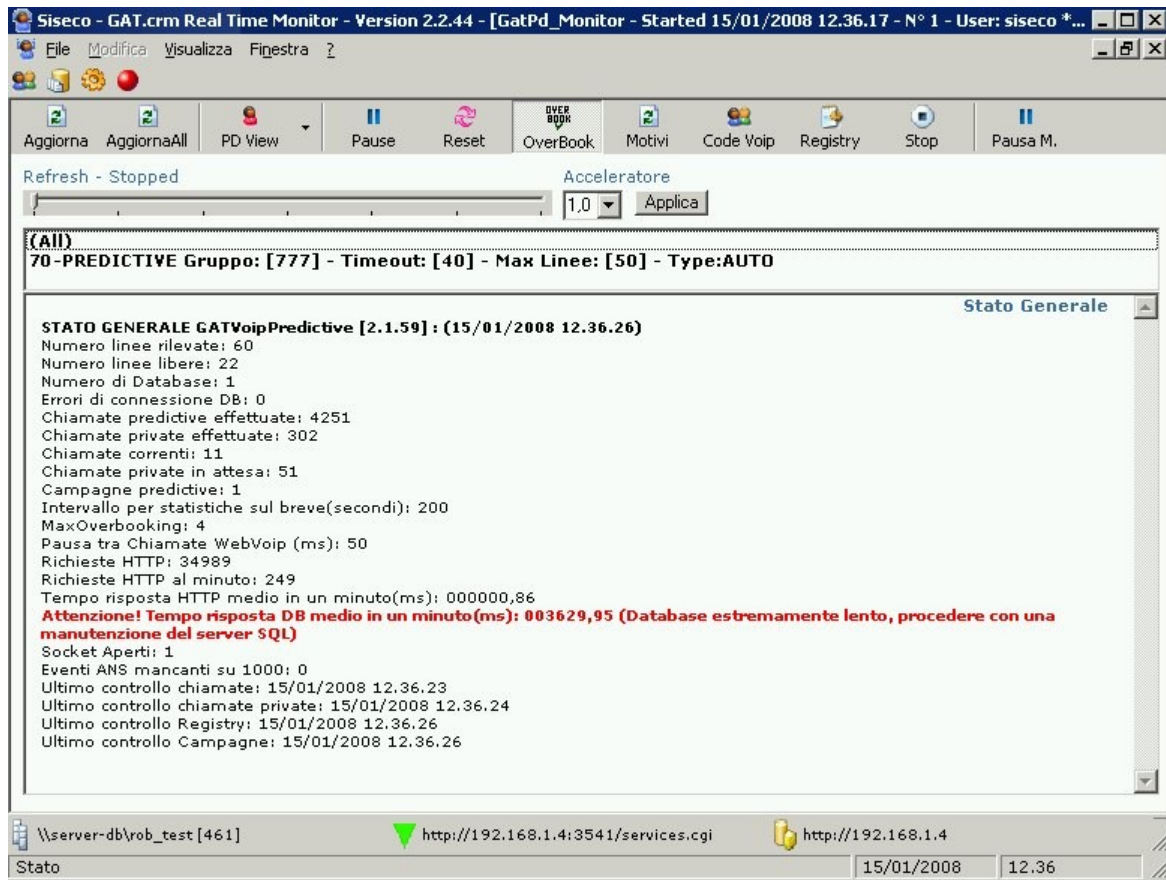 Siseco - GAT.crm Real Time Monitor - Version 2.2.44 - [GatPd_Monitor - Started 15/01/2008 12.36.17 - N° 1 - User: siseco *...
File Modifica Visualizza Finestra ?
Aggiorna AggiornaAll PD View Pause Reset OverBook Motivi Code Voip Registry Stop Pausa M.
OVER BOOK
Refresh - Stopped Acceleratore
1,0 Applica
(All)
70-PREDICTIVE Gruppo: [777] - Timeout: [40] - Max Linee: [50] - Type:AUTO
Stato Generale
STATO GENERALE GATVoipPredictive [2.1.59] : (15/01/2008 12.36.26)
Numero linee rilevate: 60
Numero linee libere: 22
Numero di Database: 1
Errori di connessione DB: 0
Chiamate predictive effettuate: 4251
Chiamate private effettuate: 302
Chiamate correnti: 11
Chiamate private in attesa: 51
Campagne predictive: 1
Intervallo per statistiche sul breve(secondi): 200
MaxOverbooking: 4
Pausa tra Chiamate WebVoip (ms): 50
Richieste HTTP: 34989
Richieste HTTP al minuto: 249
Tempo risposta HTTP medio in un minuto(ms): 000000,86
Attenzione! Tempo risposta DB medio in un minuto(ms): 003629,95 (Database estremamente lento, procedere con una
manutenzione del server SQL)
Socket Aperti: 1
Eventi ANS mancanti su 1000: 0
Ultimo controllo chiamate: 15/01/2008 12.36.23
Ultimo controllo chiamate private: 15/01/2008 12.36.24
Ultimo controllo Registry: 15/01/2008 12.36.26
Ultimo controllo Campagne: 15/01/2008 12.36.26
\\server-db\rob_test [461] http://192.168.1.4:3541/services.cgi http://192.168.1.4
Stato 15/01/2008 12.36